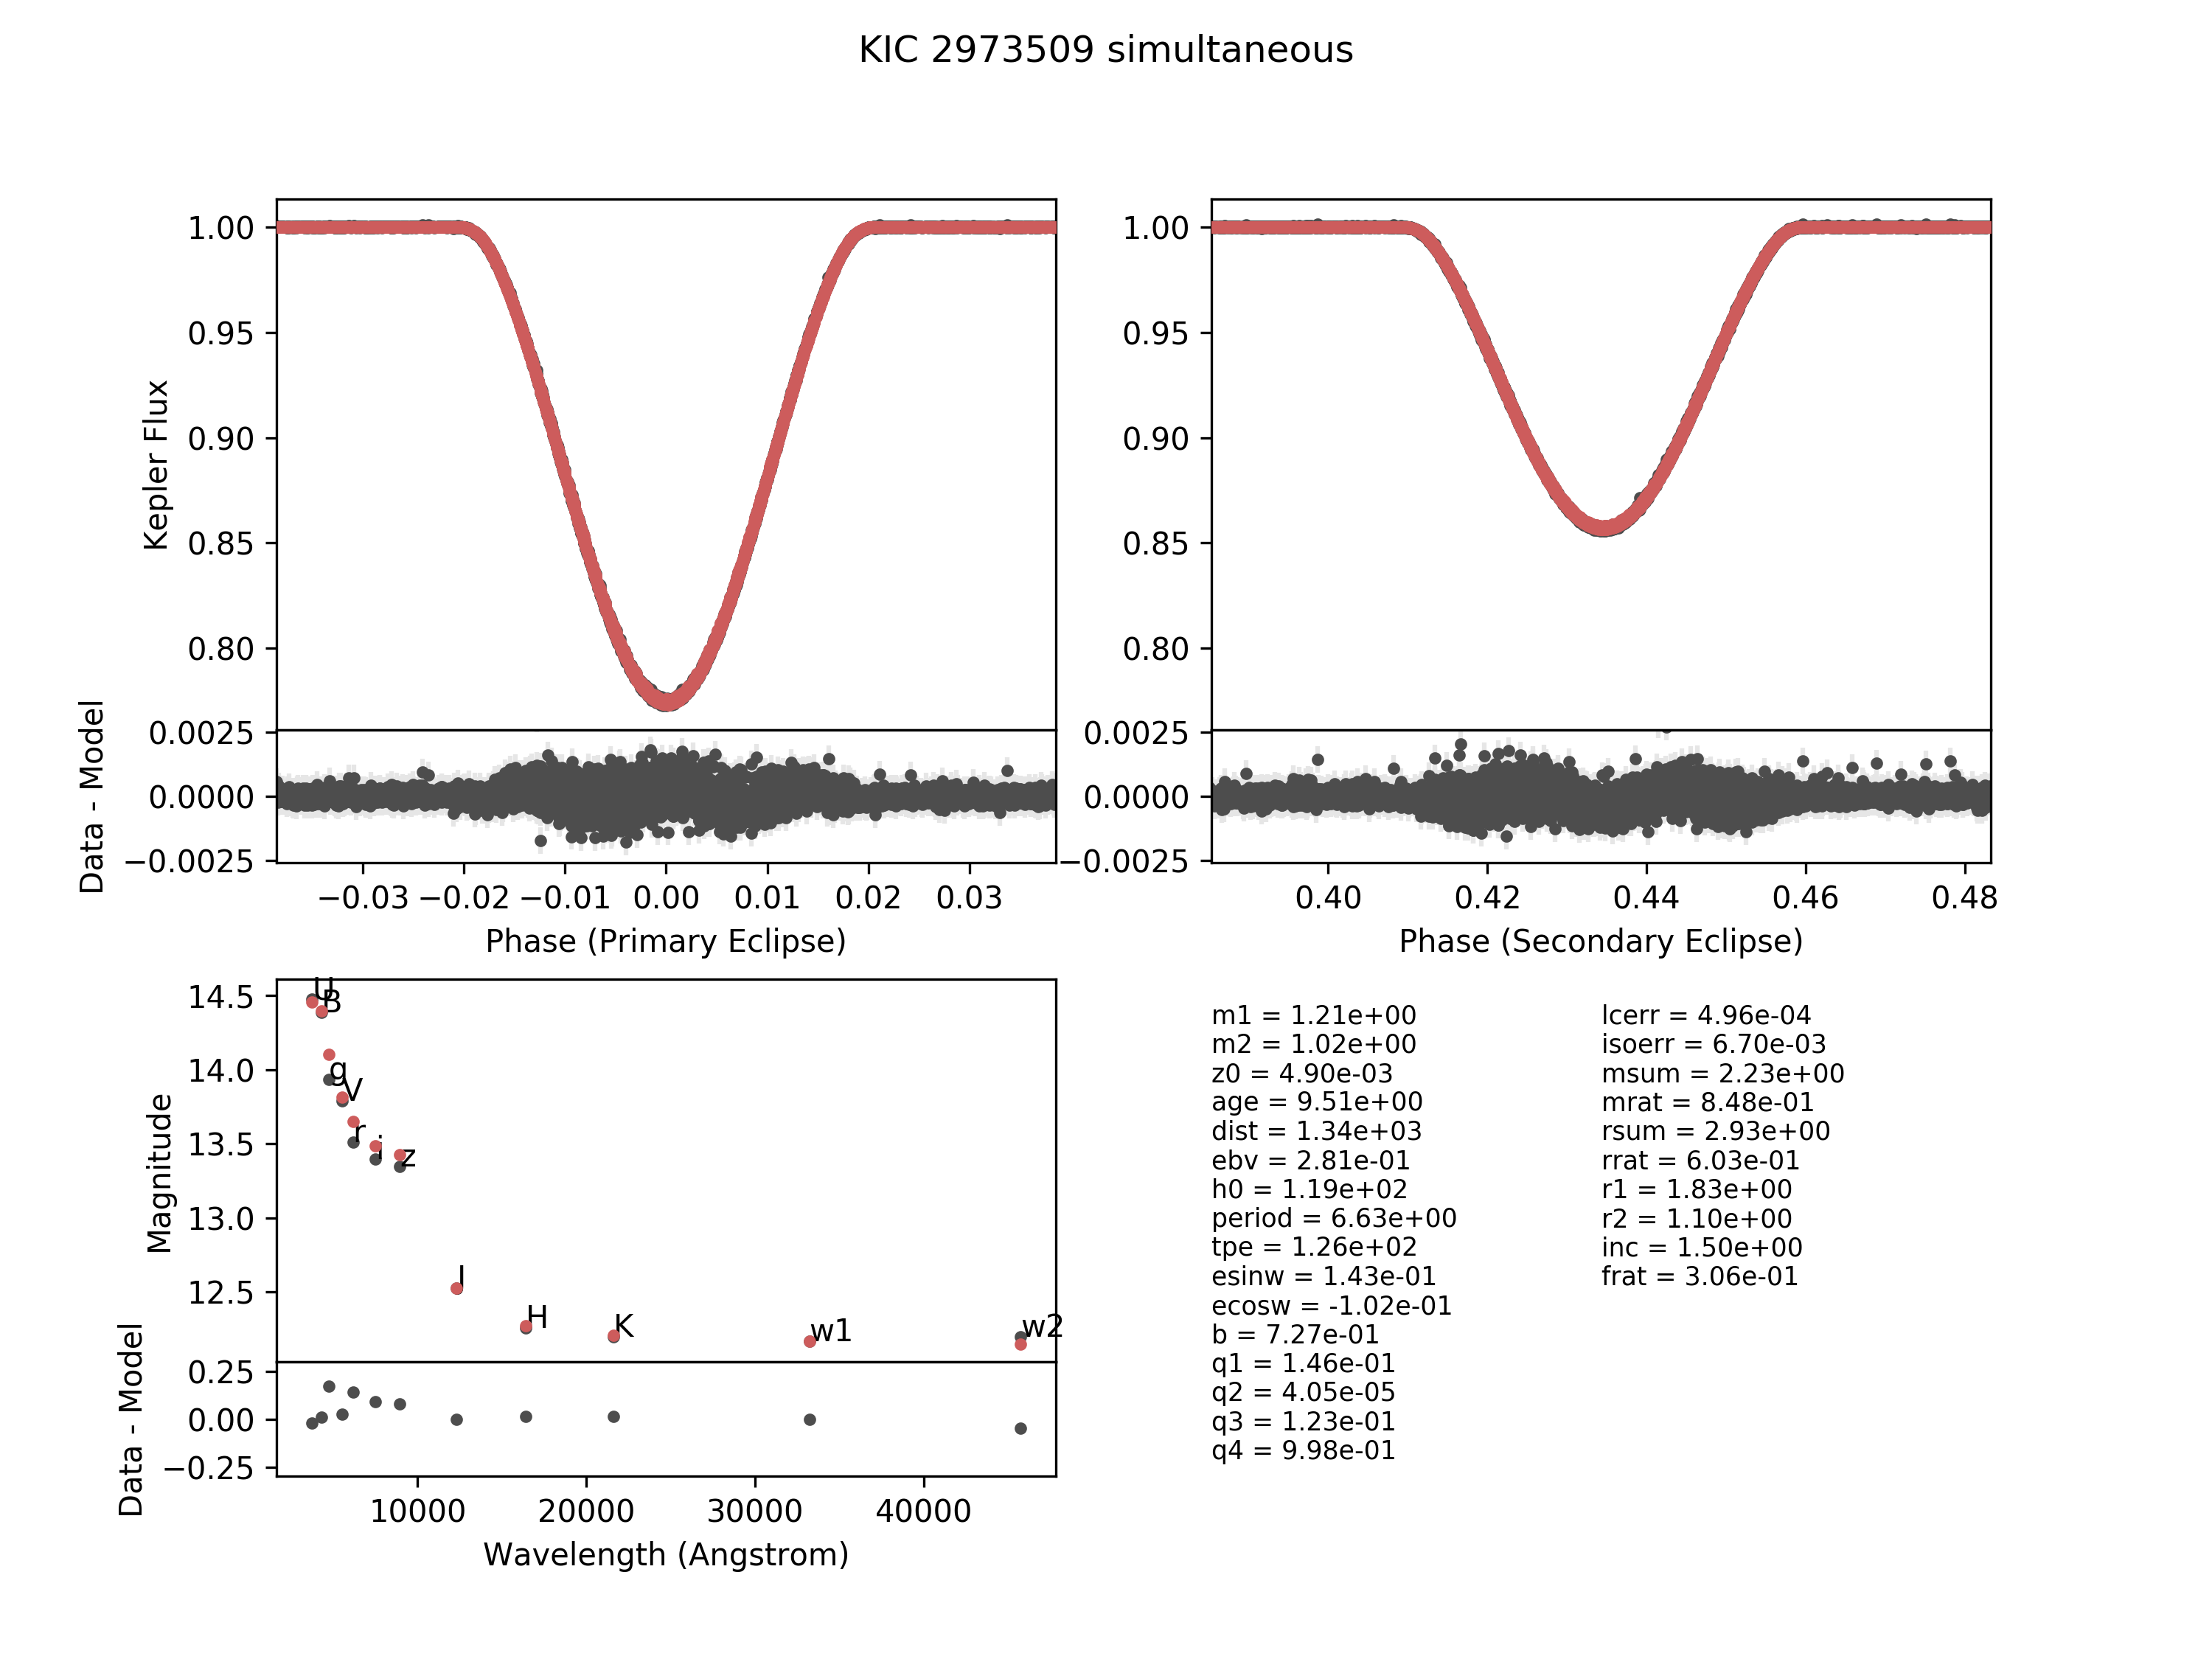 KIC 2973509 simultaneous
1.00
0.95
0.90
0.85
0.80
Kepler Flux
0.0025
0.0000
−0.0025
Data - Model
−0.03 −0.02 −0.01 0.00 0.01 0.02 0.03
Phase (Primary Eclipse)
1.00
0.95
0.90
0.85
0.80
0.0025
0.0000
−0.0025
0.40 0.42 0.44 0.46 0.48
Phase (Secondary Eclipse)
14.5
14.0
13.5
13.0
12.5
Magnitude
U
B
g
V
r
i
z
J
H
K
w1
w2
0.25
0.00
−0.25
Data - Model
10000 20000 30000 40000
Wavelength (Angstrom)
m1 = 1.21e+00
m2 = 1.02e+00
z0 = 4.90e-03
age = 9.51e+00
dist = 1.34e+03
ebv = 2.81e-01
h0 = 1.19e+02
period = 6.63e+00
tpe = 1.26e+02
esinw = 1.43e-01
ecosw = -1.02e-01
b = 7.27e-01
q1 = 1.46e-01
q2 = 4.05e-05
q3 = 1.23e-01
q4 = 9.98e-01
lcerr = 4.96e-04
isoerr = 6.70e-03
msum = 2.23e+00
mrat = 8.48e-01
rsum = 2.93e+00
rrat = 6.03e-01
r1 = 1.83e+00
r2 = 1.10e+00
inc = 1.50e+00
frat = 3.06e-01